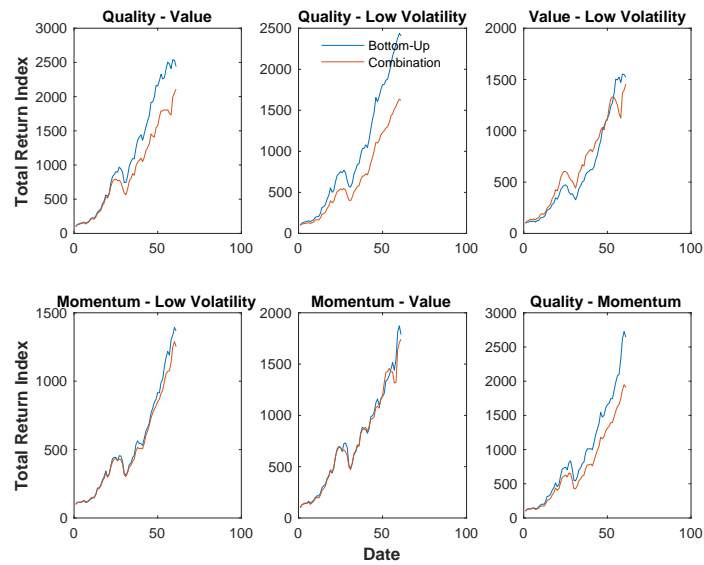 Quality - Value
Quality - Low Volatility
Value - Low Volatility
Total Return Index
3000
2500
2000
1500
1000
500
0
0 50 100
2500
2000
1500
1000
500
0
0 50 100
Bottom-Up
Combination
2000
1500
1000
500
0
0 50 100
Momentum - Low Volatility
Momentum - Value
Quality - Momentum
Total Return Index
1500
1000
500
0
0 50 100
2000
1500
1000
500
0
0 50 100
Date
3000
2500
2000
1500
1000
500
0
0 50 100